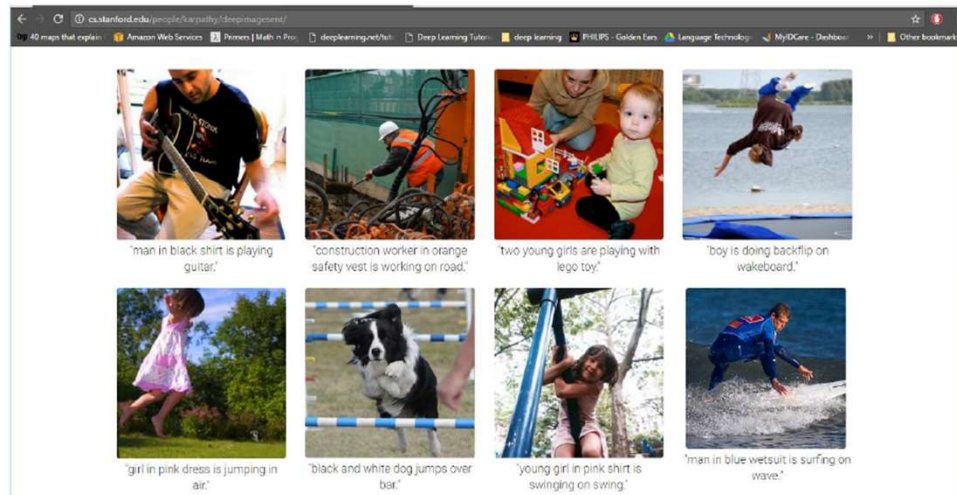 cs.stanford.edu/people/karpathy/deepimagesent/
40 maps that explain Amazon Web Services Primers | Math n Prog deeplearning.net/tuto Deep Learning Tutori deep learning PHILIPS - Golden Ears Language Technolog MyIDCare - Dashboar » Other bookmark
"man in black shirt is playing guitar."
"construction worker in orange safety vest is working on road."
"two young girls are playing with lego toy."
"boy is doing backflip on wakeboard."
"girl in pink dress is jumping in air."
"black and white dog jumps over bar."
"young girl in pink shirt is swinging on swing."
"man in blue wetsuit is surfing on wave."